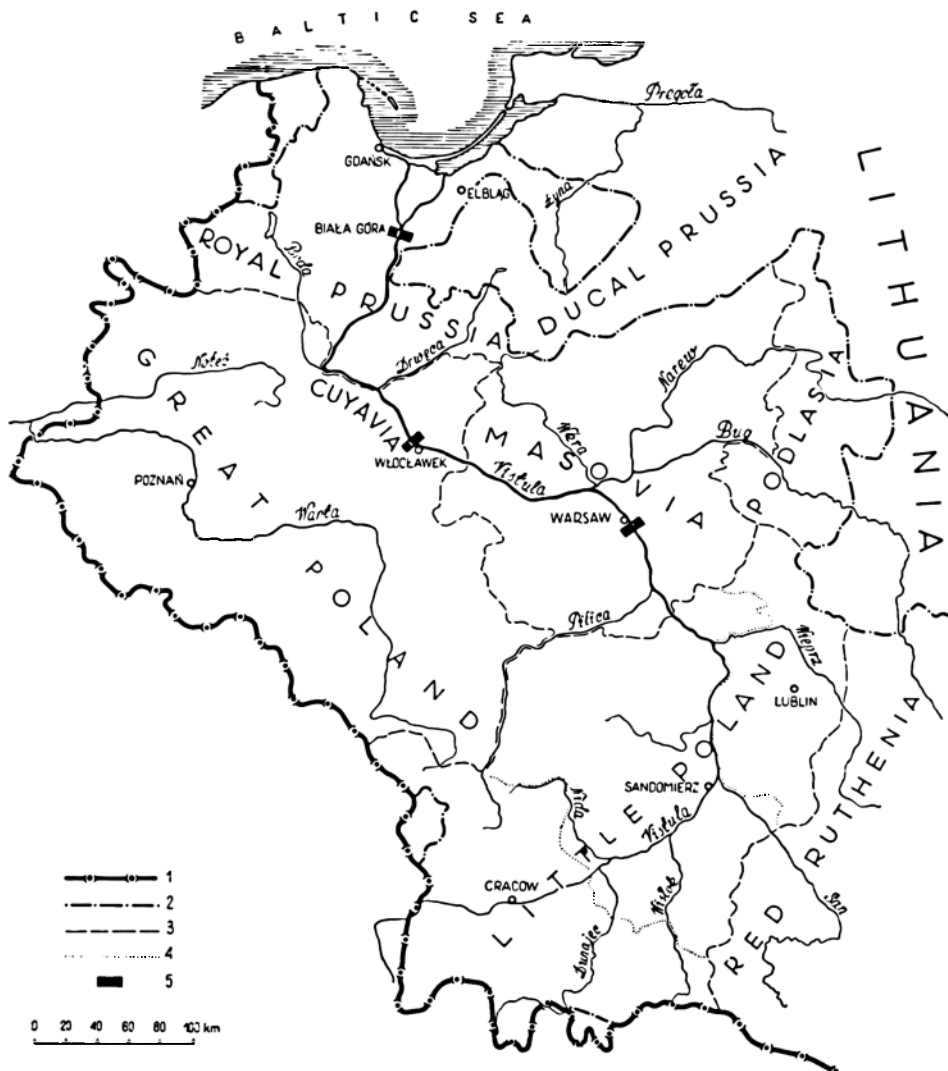 BALTIC SEA
Pregoła
GDAŃSK
ELBLĄG
Łyna
LITHUANIA
BIAŁA GÓRA
ROYAL PRUSSIA
DUCAL PRUSSIA
Brda
Drwęca
Noteć
GREAT POLAND
CUYAVIA
WŁOCŁAWEK
MASOVIA
Wkra
Narew
Bug
PODLASIA
Vistula
POZNAŃ
WARSAW
Warta
Pilica
Wieprz
LUBLIN
LITTLE POLAND
SANDOMIERZ
RED RUTHENIA
Nida
Vistula
CRACOW
Dunajec
Wisłok
San
1
2
3
4
5
0 20 40 60 80 100 km